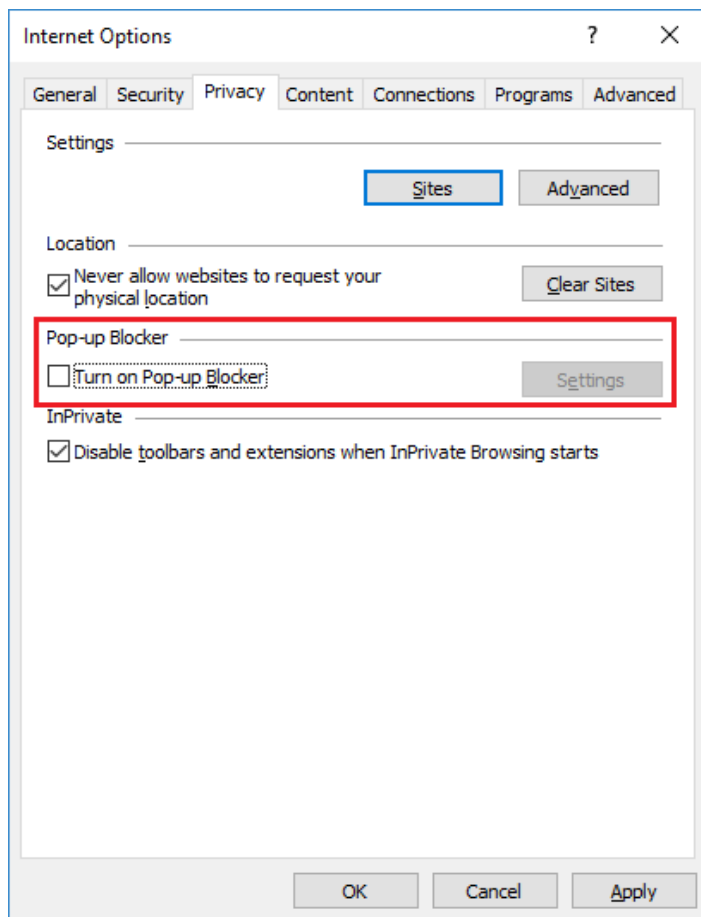 Internet Options ?
General Security Privacy Content Connections Programs Advanced
Settings
Sites Advanced
Location
Never allow websites to request your
physical location
Clear Sites
Pop-up Blocker
Turn on Pop-up Blocker Settings
InPrivate
Disable toolbars and extensions when InPrivate Browsing starts
OK Cancel Apply